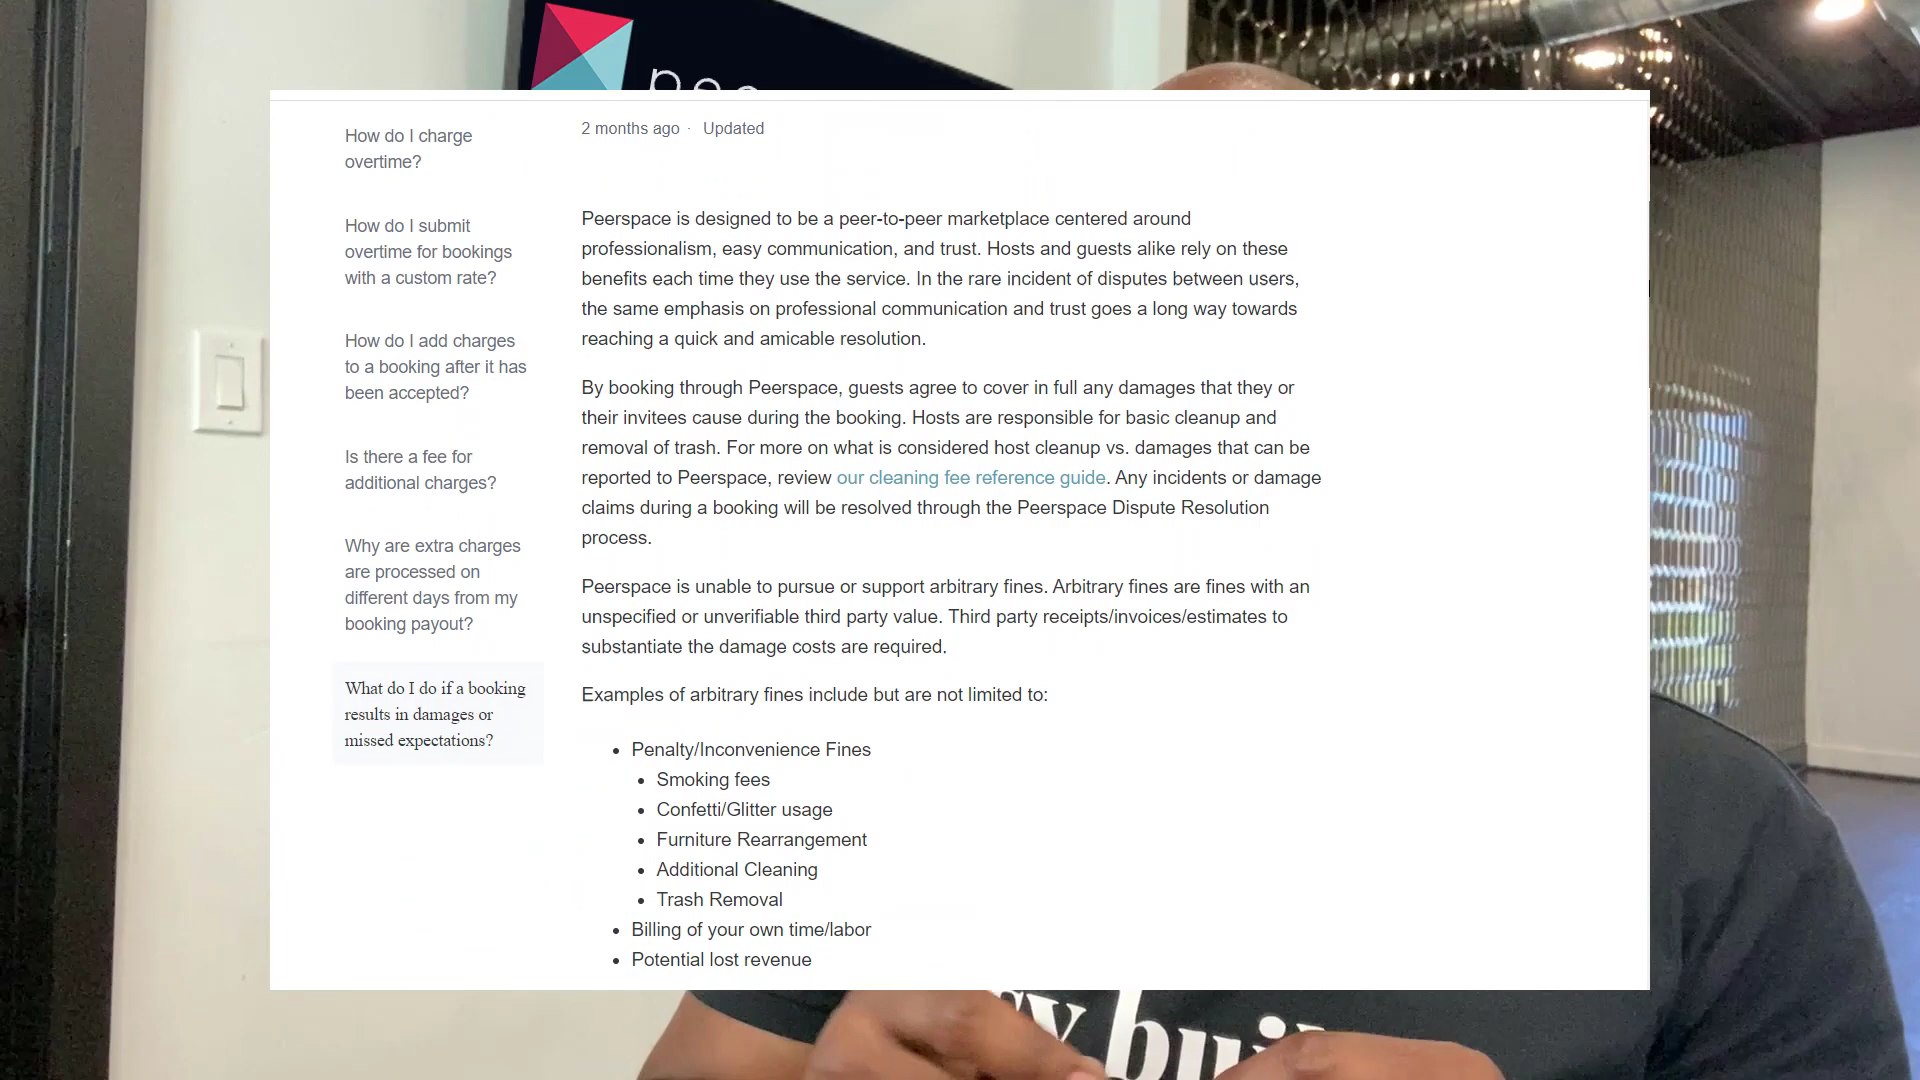 How do I charge
overtime?
How do I submit
overtime for bookings
with a custom rate?
How do I add charges
to a booking after it has
been accepted?
Is there a fee for
additional charges?
Why are extra charges
are processed on
different days from my
booking payout?
What do I do if a booking
results in damages or
missed expectations?
2 months ago · Updated
Peerspace is designed to be a peer-to-peer marketplace centered around
professionalism, easy communication, and trust. Hosts and guests alike rely on these
benefits each time they use the service. In the rare incident of disputes between users,
the same emphasis on professional communication and trust goes a long way towards
reaching a quick and amicable resolution.
By booking through Peerspace, guests agree to cover in full any damages that they or
their invitees cause during the booking. Hosts are responsible for basic cleanup and
removal of trash. For more on what is considered host cleanup vs. damages that can be
reported to Peerspace, review our cleaning fee reference guide. Any incidents or damage
claims during a booking will be resolved through the Peerspace Dispute Resolution
process.
Peerspace is unable to pursue or support arbitrary fines. Arbitrary fines are fines with an
unspecified or unverifiable third party value. Third party receipts/invoices/estimates to
substantiate the damage costs are required.
Examples of arbitrary fines include but are not limited to:
• Penalty/Inconvenience Fines
• Smoking fees
• Confetti/Glitter usage
• Furniture Rearrangement
• Additional Cleaning
• Trash Removal
• Billing of your own time/labor
• Potential lost revenue